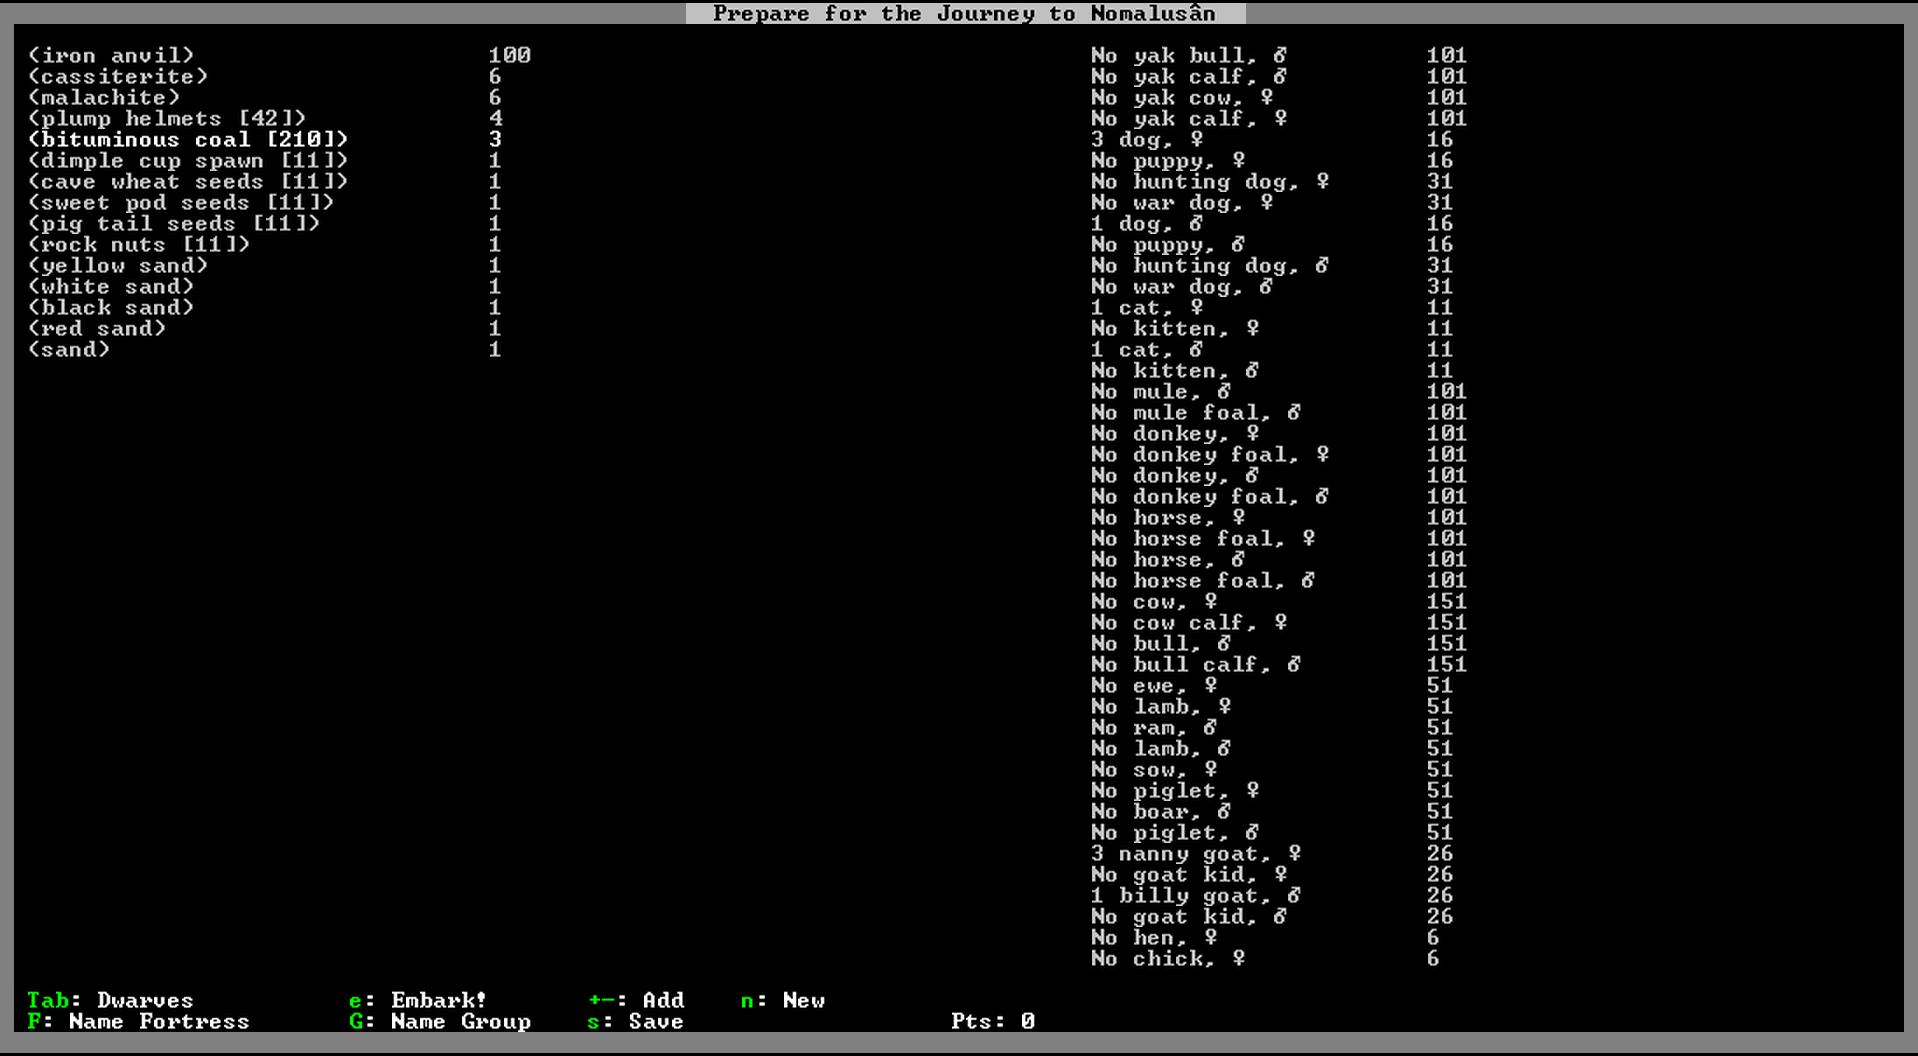 Prepare for the Journey to Nomalusân
(iron anvil) 100 No yak bull, ♂ 101
(cassiterite) 6 No yak calf, ♂ 101
(malachite) 6 No yak cow, ♀ 101
(plump helmets [42]) 4 No yak calf, ♀ 101
(bituminous coal [210]) 3 3 dog, ♀ 16
(dimple cup spawn [11]) 1 No puppy, ♀ 16
(cave wheat seeds [11]) 1 No hunting dog, ♀ 31
(sweet pod seeds [11]) 1 No war dog, ♀ 31
(pig tail seeds [11]) 1 1 dog, ♂ 16
(rock nuts [11]) 1 No puppy, ♂ 16
(yellow sand) 1 No hunting dog, ♂ 31
(white sand) 1 No war dog, ♂ 31
(black sand) 1 1 cat, ♀ 11
(red sand) 1 No kitten, ♀ 11
(sand) 1 1 cat, ♂ 11
No kitten, ♂ 11
No mule, ♂ 101
No mule foal, ♂ 101
No donkey, ♀ 101
No donkey foal, ♀ 101
No donkey, ♂ 101
No donkey foal, ♂ 101
No horse, ♀ 101
No horse foal, ♀ 101
No horse, ♂ 101
No horse foal, ♂ 101
No cow, ♀ 151
No cow calf, ♀ 151
No bull, ♂ 151
No bull calf, ♂ 151
No ewe, ♀ 51
No lamb, ♀ 51
No ram, ♂ 51
No lamb, ♂ 51
No sow, ♀ 51
No piglet, ♀ 51
No boar, ♂ 51
No piglet, ♂ 51
3 nanny goat, ♀ 26
No goat kid, ♀ 26
1 billy goat, ♂ 26
No goat kid, ♂ 26
No hen, ♀ 6
No chick, ♀ 6
Tab: Dwarves e: Embark! +-: Add n: New
F: Name Fortress G: Name Group s: Save Pts: 0